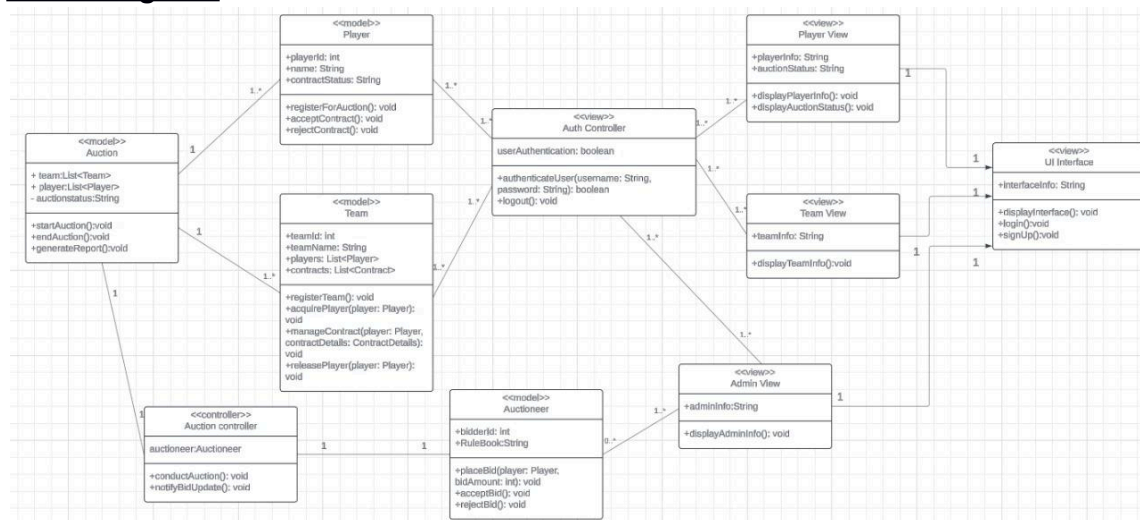 <<model>>
Player
+playerId: int
+name: String
+contractStatus: String
+registerForAuction(): void
+acceptContract(): void
+rejectContract(): void
<<view>>
Player View
+playerInfo: String
+auctionStatus: String
+displayPlayerInfo(): void
+displayAuctionStatus(): void
<<model>>
Auction
+ team:List<Team>
+ player:List<Player>
- auctionstatus:String
+startAuction():void
+endAuction():void
+generateReport():void
<<view>>
Auth Controller
userAuthentication: boolean
+authenticateUser(username: String,
password: String): boolean
+logout(): void
<<view>>
UI Interface
+interfaceInfo: String
+displayInterface(): void
+login():void
+signUp():void
<<model>>
Team
+teamId: int
+teamName: String
+players: List<Player>
+contracts: List<Contract>
+registerTeam(): void
+acquirePlayer(player: Player):
void
+manageContract(player: Player,
contractDetails: ContractDetails):
void
+releasePlayer(player: Player):
void
<<view>>
Team View
+teamInfo: String
+displayTeamInfo():void
<<controller>>
Auction controller
auctioneer:Auctioneer
+conductAuction(): void
+notifyBidUpdate(): void
<<model>>
Auctioneer
+bidderId: int
+RuleBook:String
+placeBid(player: Player,
bidAmount: int): void
+acceptBid(): void
+rejectBid(): void
<<view>>
Admin View
+adminInfo:String
+displayAdminInfo(): void
1
1..*
1..*
1..*
1..*
1..*
1
1
1
1..*
1..*
1..*
1..*
1..*
1
1
1
1
1..*
1..*
1
1
1
1
0..*
1..*